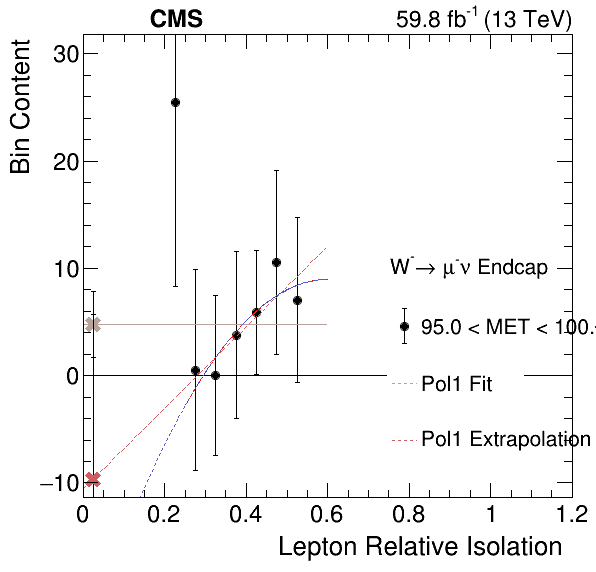 CMS 59.8 fb⁻¹ (13 TeV)
Bin Content
30
20
10
0
−10
W⁻→ μ⁻ν Endcap
95.0 < MET < 100.
Pol1 Fit
Pol1 Extrapolation
0 0.2 0.4 0.6 0.8 1 1.2
Lepton Relative Isolation